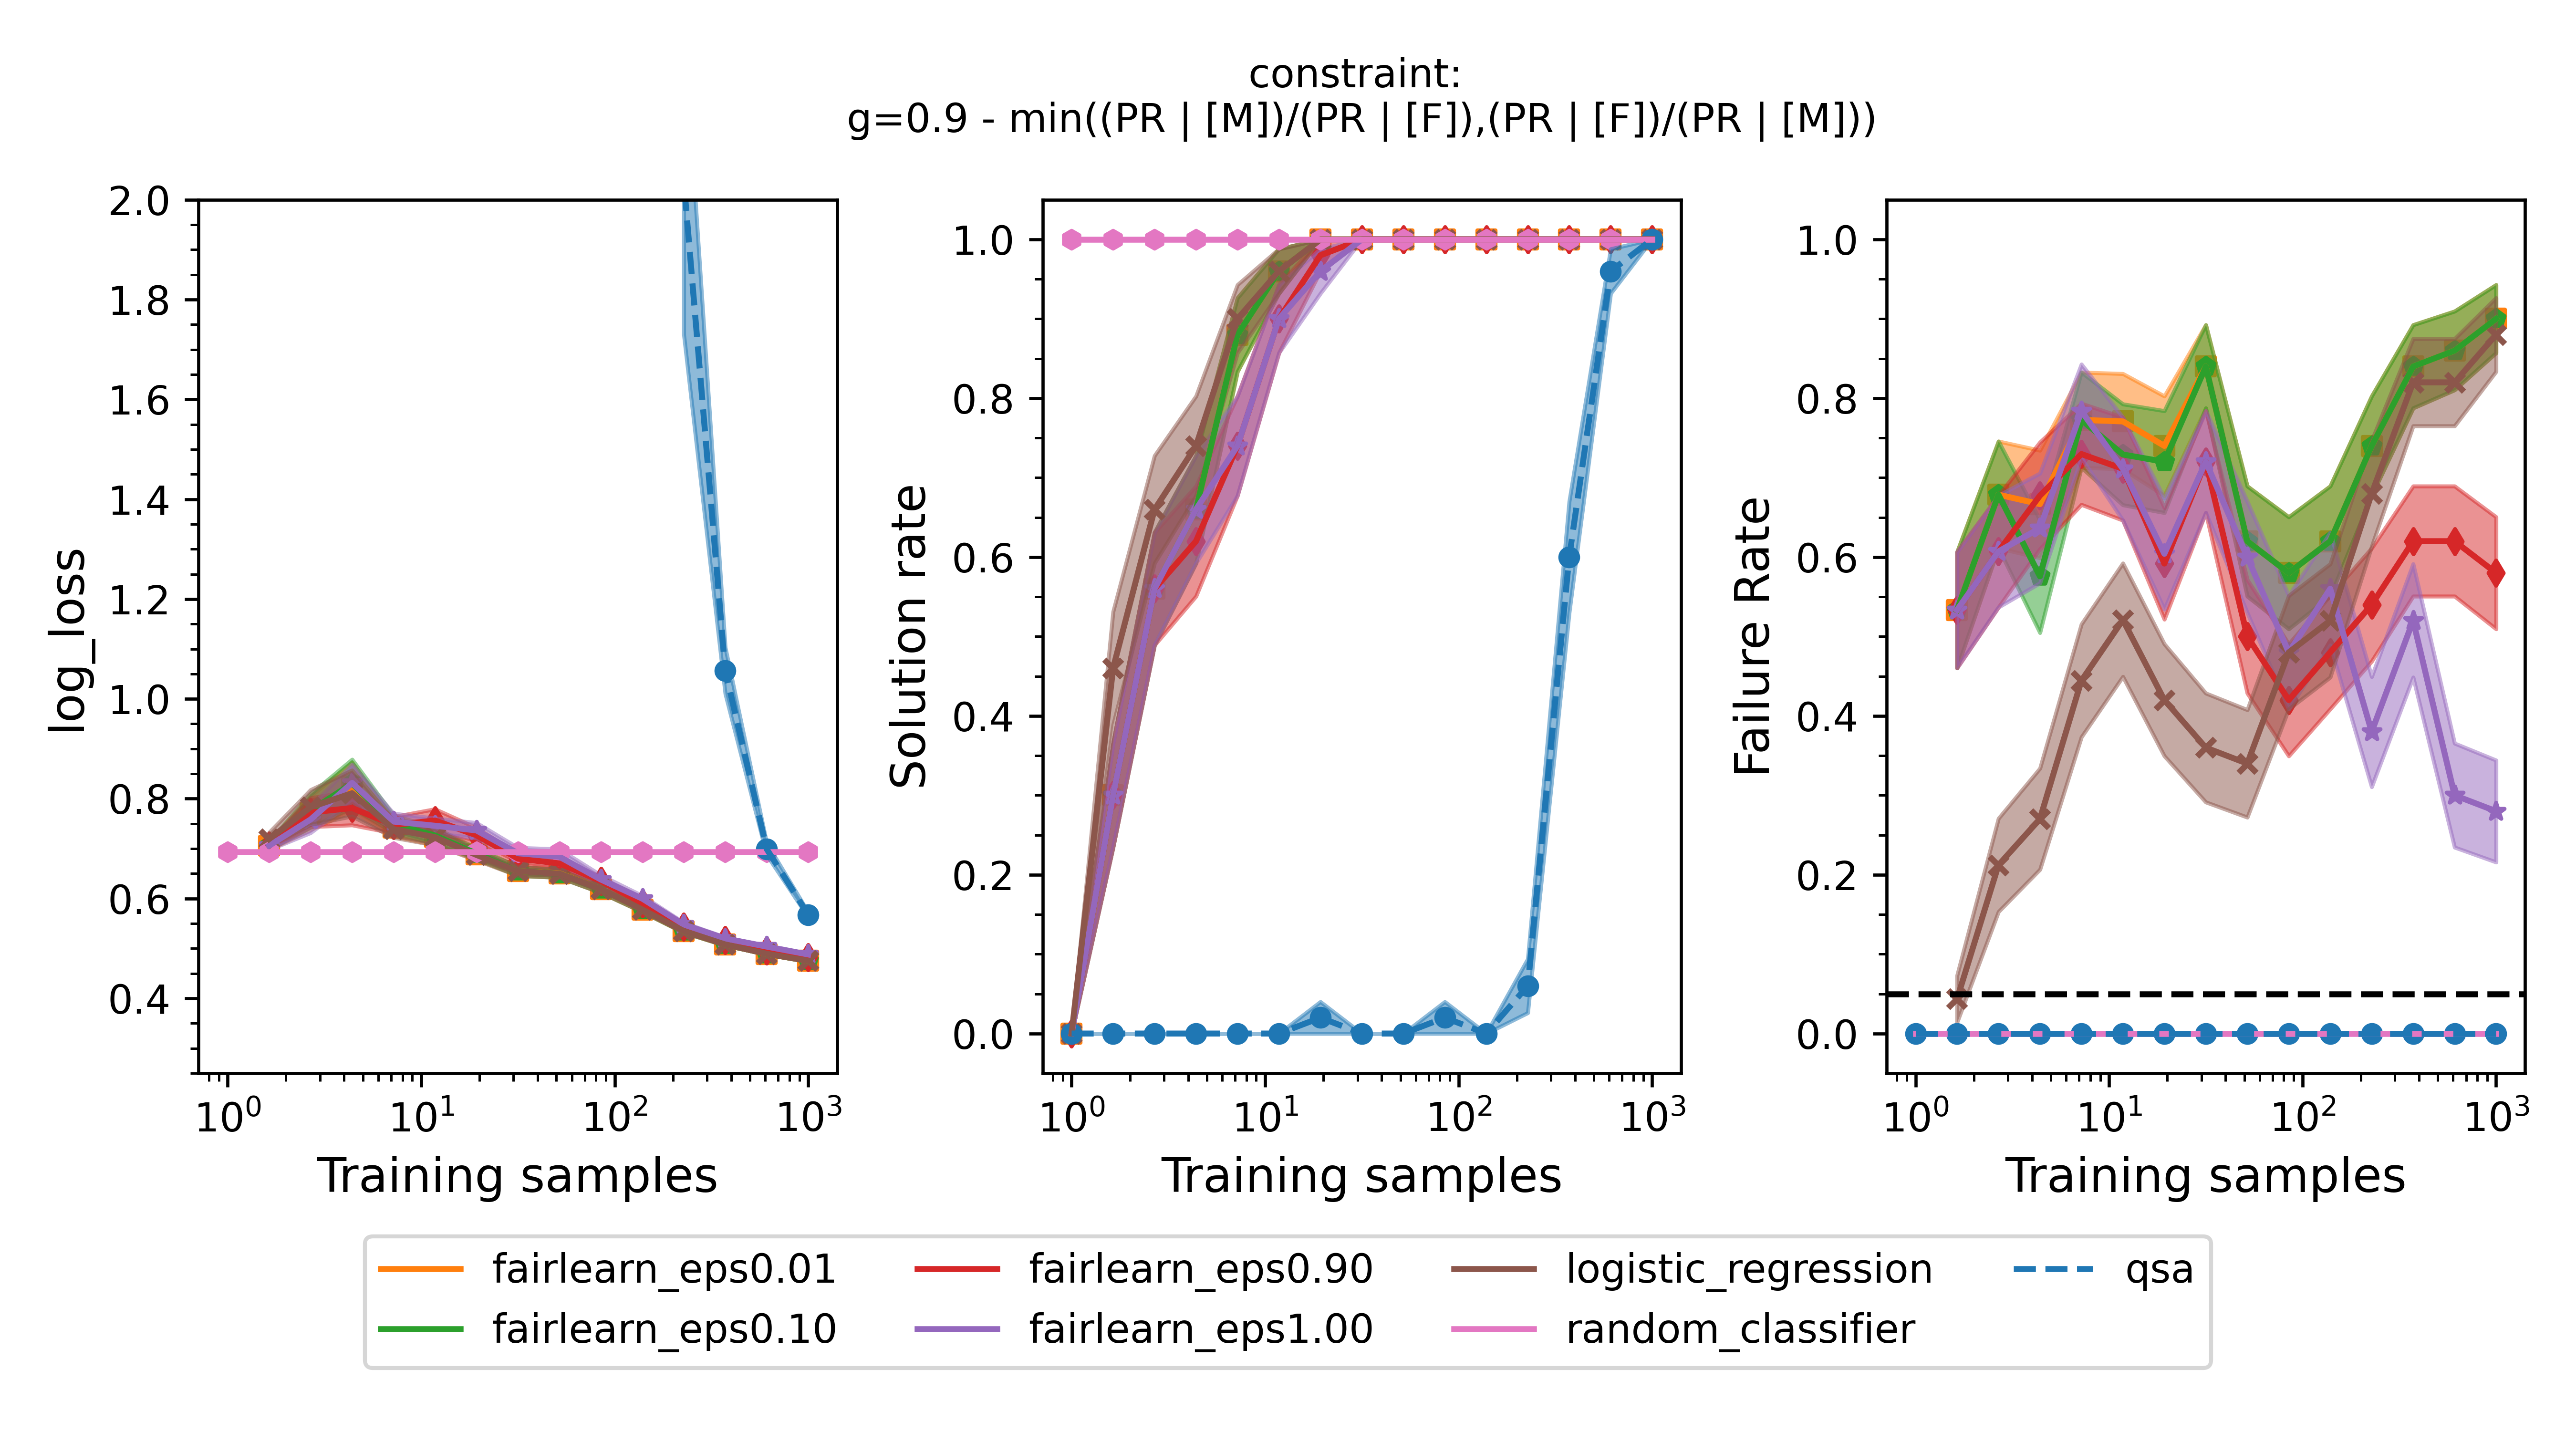 constraint:
g=0.9 - min((PR | [M])/(PR | [F]),(PR | [F])/(PR | [M]))
log_loss
2.0
1.8
1.6
1.4
1.2
1.0
0.8
0.6
0.4
10⁰ 10¹ 10² 10³
Training samples
Solution rate
1.0
0.8
0.6
0.4
0.2
0.0
10⁰ 10¹ 10² 10³
Training samples
Failure Rate
1.0
0.8
0.6
0.4
0.2
0.0
10⁰ 10¹ 10² 10³
Training samples
fairlearn_eps0.01 fairlearn_eps0.90 logistic_regression qsa
fairlearn_eps0.10 fairlearn_eps1.00 random_classifier